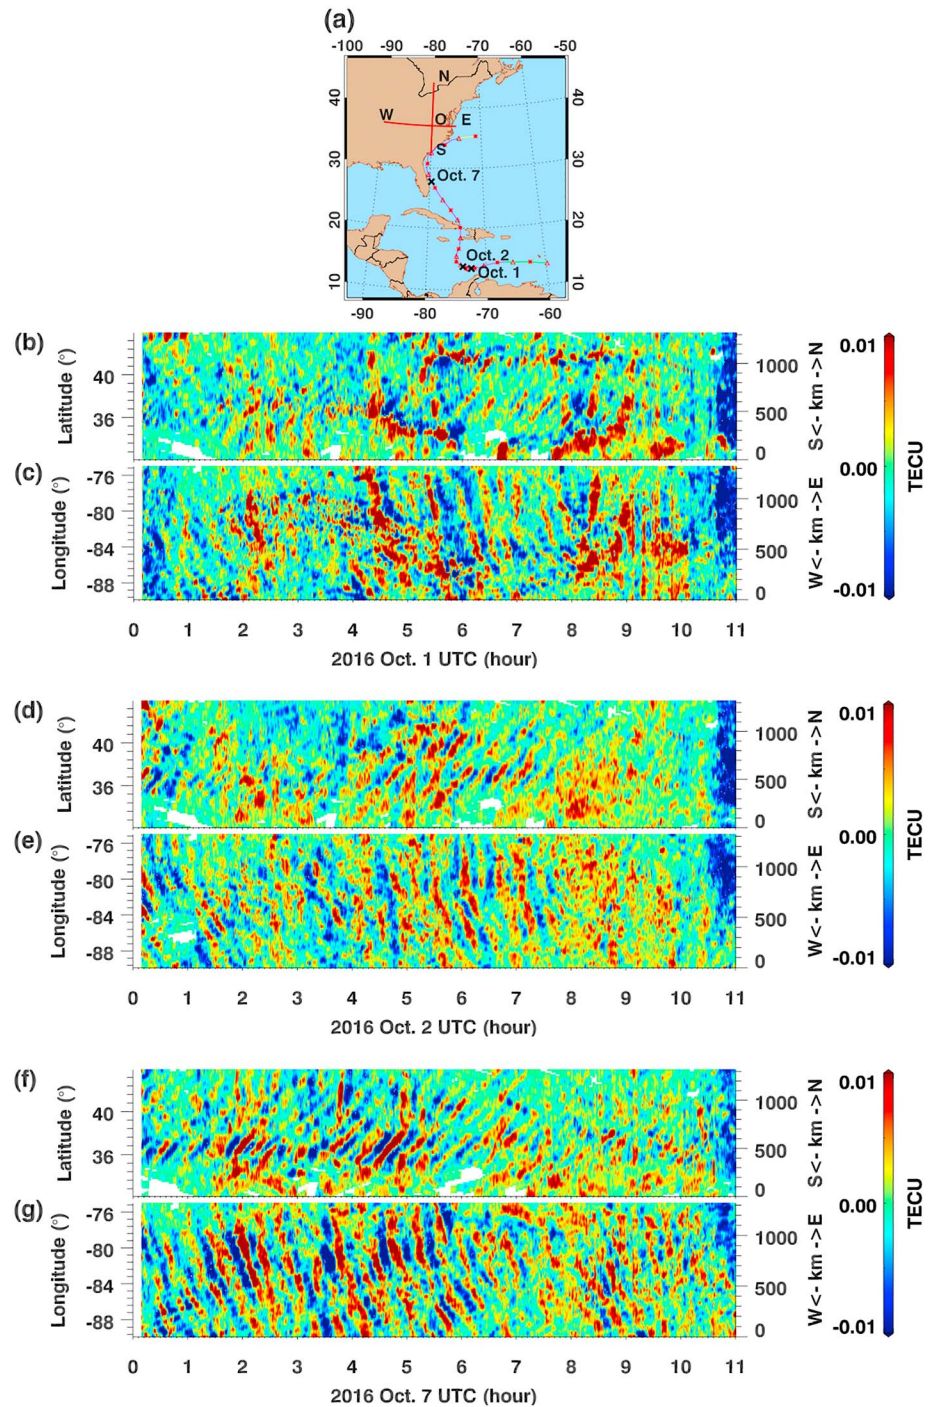 (a)
-100 -90 -80 -70 -60 -50
N
40 40
W O E
S
30 30
Oct. 7
20 20
Oct. 2
Oct. 1
10 10
-90 -80 -70 -60
(b)
Latitude (°)
40
36
1000
500
0
S<- km ->N
(c)
Longitude (°)
-76
-80
-84
-88
1000
500
0
W<- km ->E
0.01
0.00
-0.01
TECU
0 1 2 3 4 5 6 7 8 9 10 11
2016 Oct. 1 UTC (hour)
(d)
Latitude (°)
40
36
1000
500
0
S<- km ->N
(e)
Longitude (°)
-76
-80
-84
-88
1000
500
0
W<- km ->E
0.01
0.00
-0.01
TECU
0 1 2 3 4 5 6 7 8 9 10 11
2016 Oct. 2 UTC (hour)
(f)
Latitude (°)
40
36
1000
500
0
S<- km ->N
(g)
Longitude (°)
-76
-80
-84
-88
1000
500
0
W<- km ->E
0.01
0.00
-0.01
TECU
0 1 2 3 4 5 6 7 8 9 10 11
2016 Oct. 7 UTC (hour)